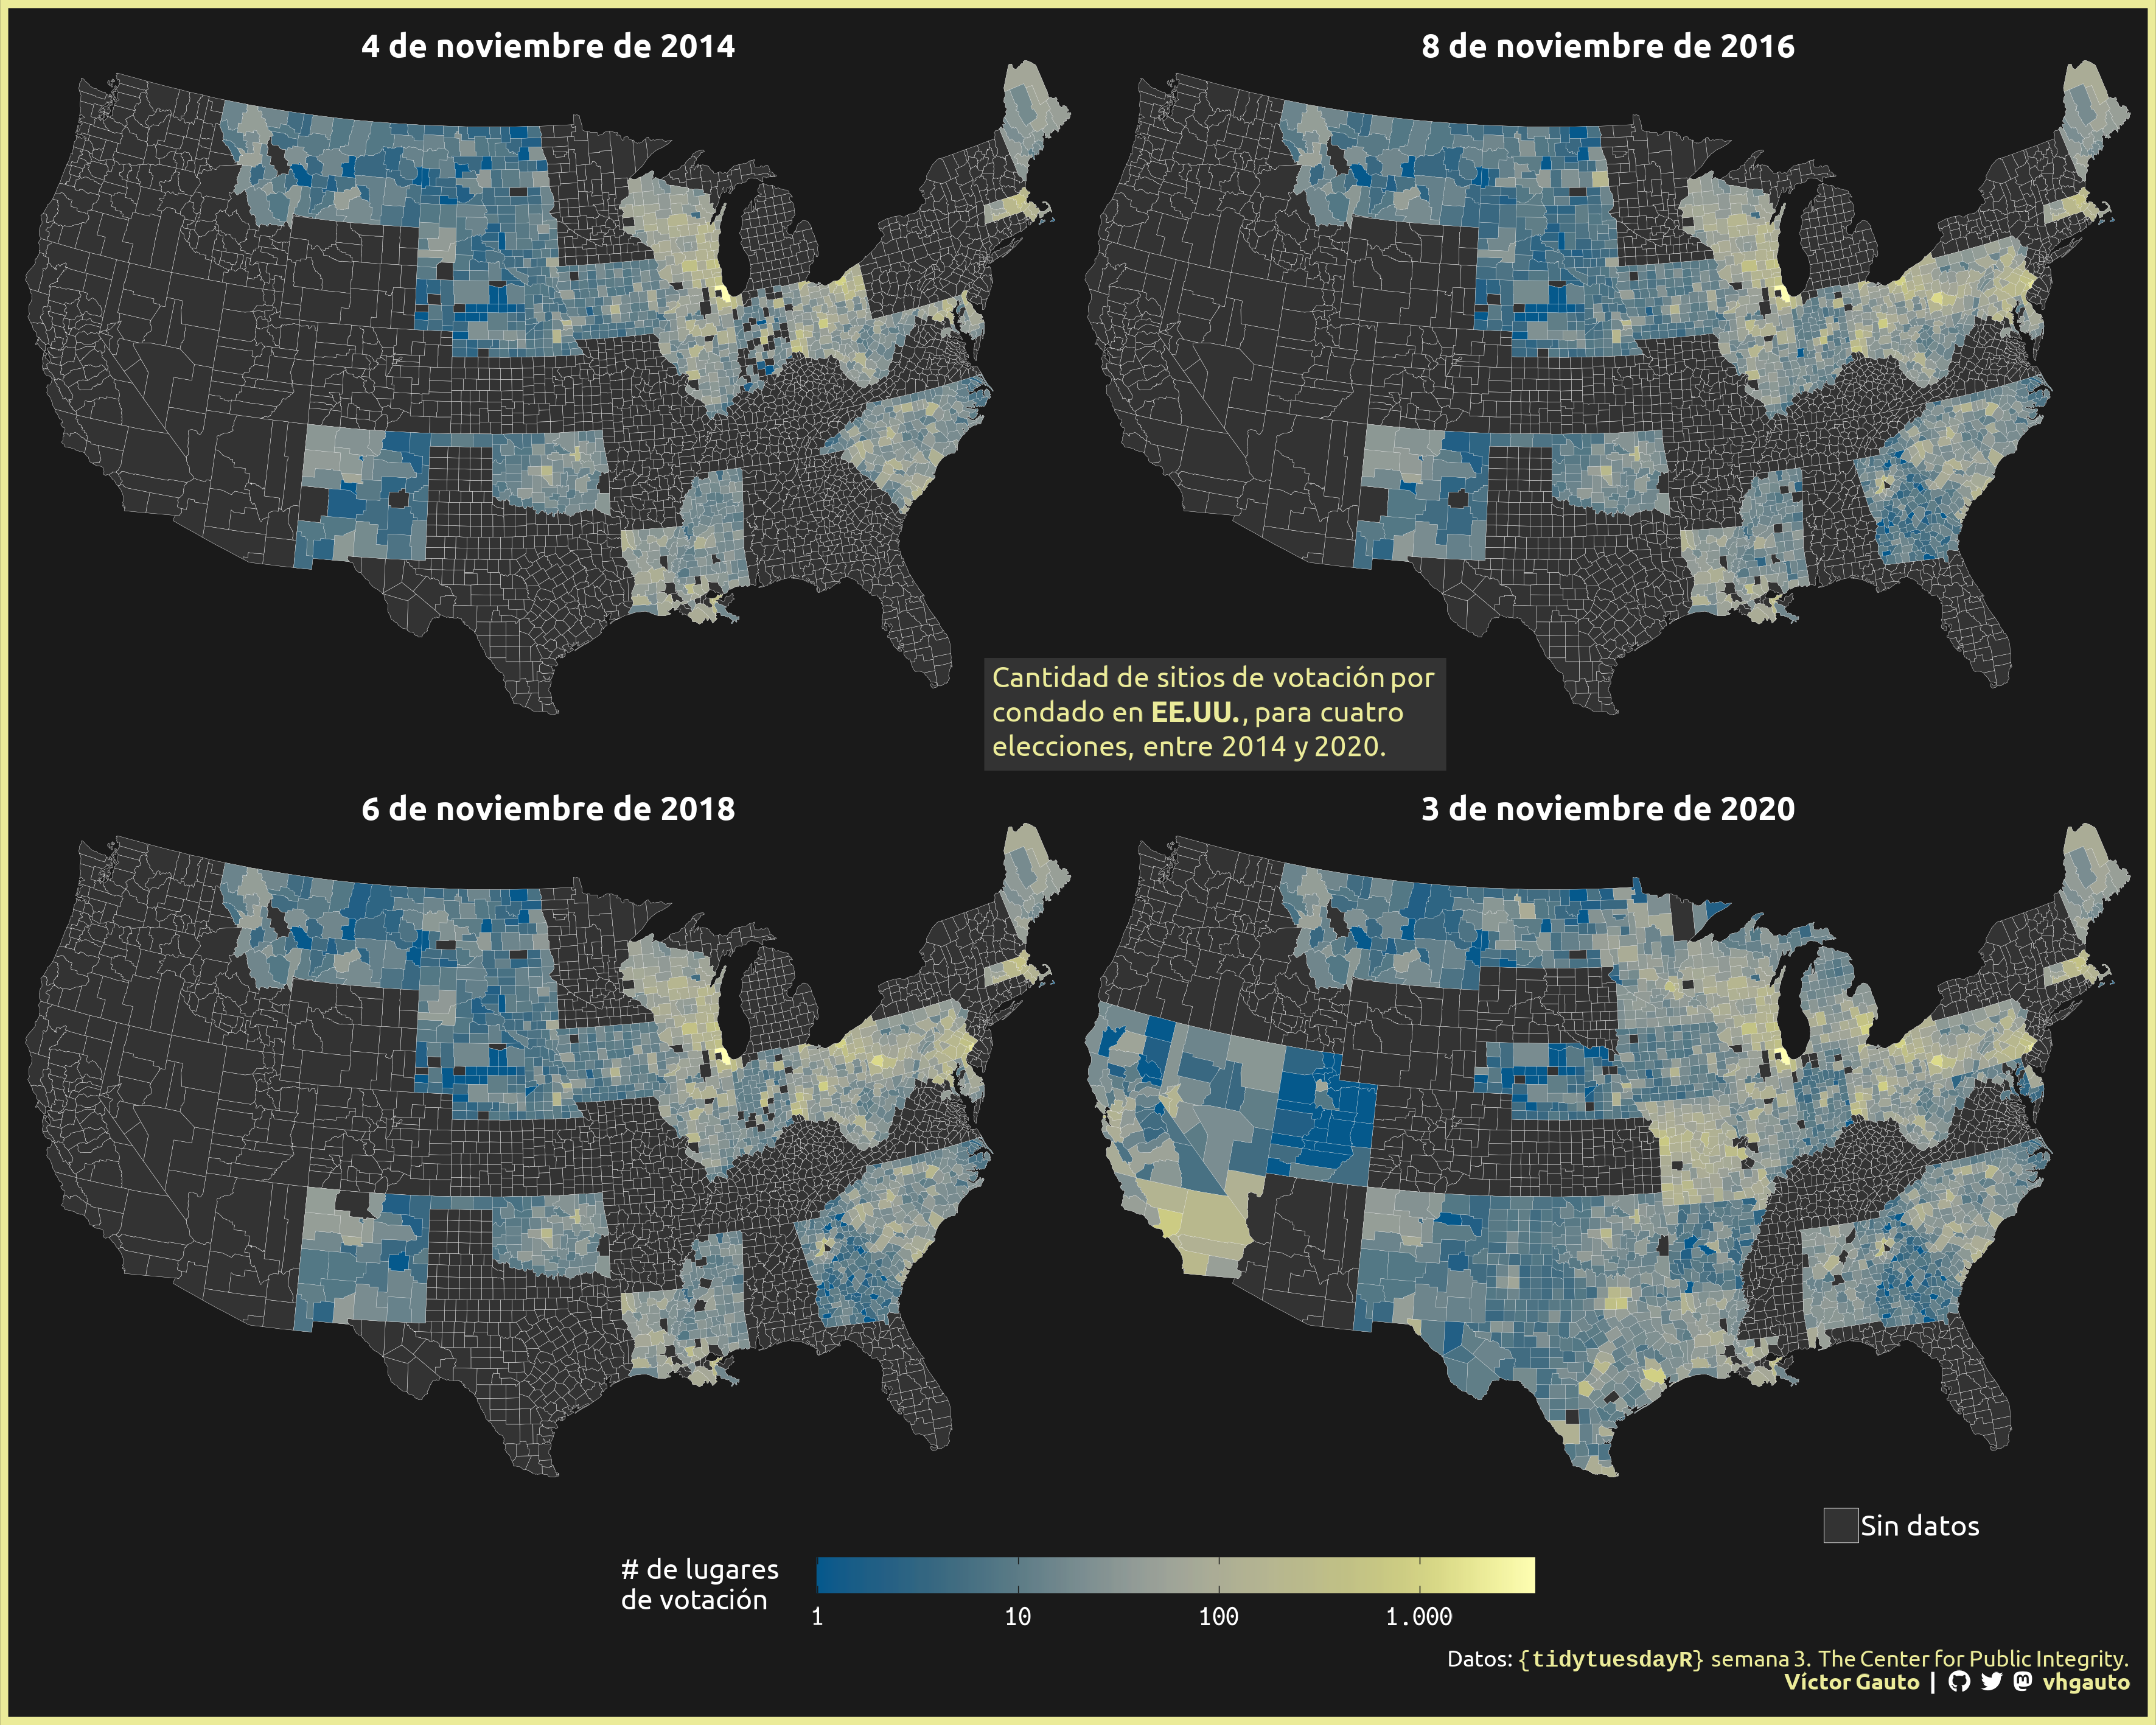 4 de noviembre de 2014
8 de noviembre de 2016
Cantidad de sitios de votación por
condado en EE.UU., para cuatro
elecciones, entre 2014 y 2020.
6 de noviembre de 2018
3 de noviembre de 2020
Sin datos
# de lugares
de votación
1 10 100 1.000
Datos: {tidytuesdayR} semana 3. The Center for Public Integrity.
Víctor Gauto | vhgauto